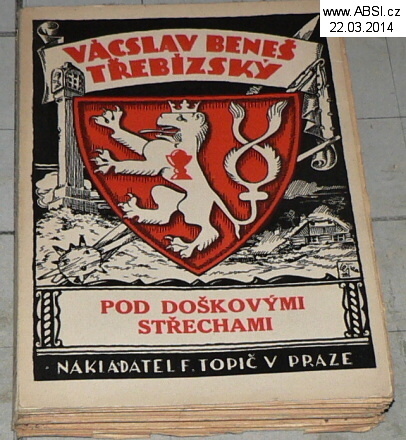 www.ABSI.cz
22.03.2014
VÁCSLAV BENEŠ
TŘEBÍZSKÝ
POD DOŠKOVÝMI
STŘECHAMI
NAKLADATEL F. TOPIČ V PRAZE